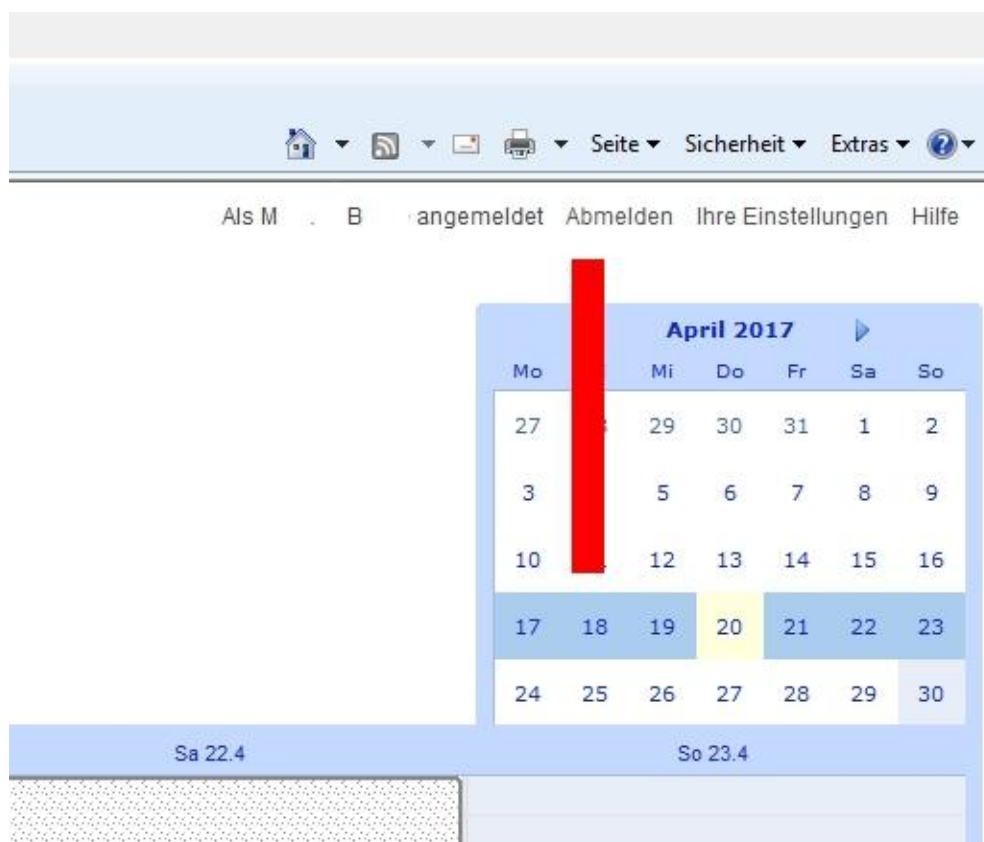 Seite Sicherheit Extras
Als M . B angemeldet Abmelden Ihre Einstellungen Hilfe
April 2017
Mo Mi Do Fr Sa So
27 29 30 31 1 2
3 5 6 7 8 9
10 12 13 14 15 16
17 18 19 20 21 22 23
24 25 26 27 28 29 30
Sa 22.4 So 23.4